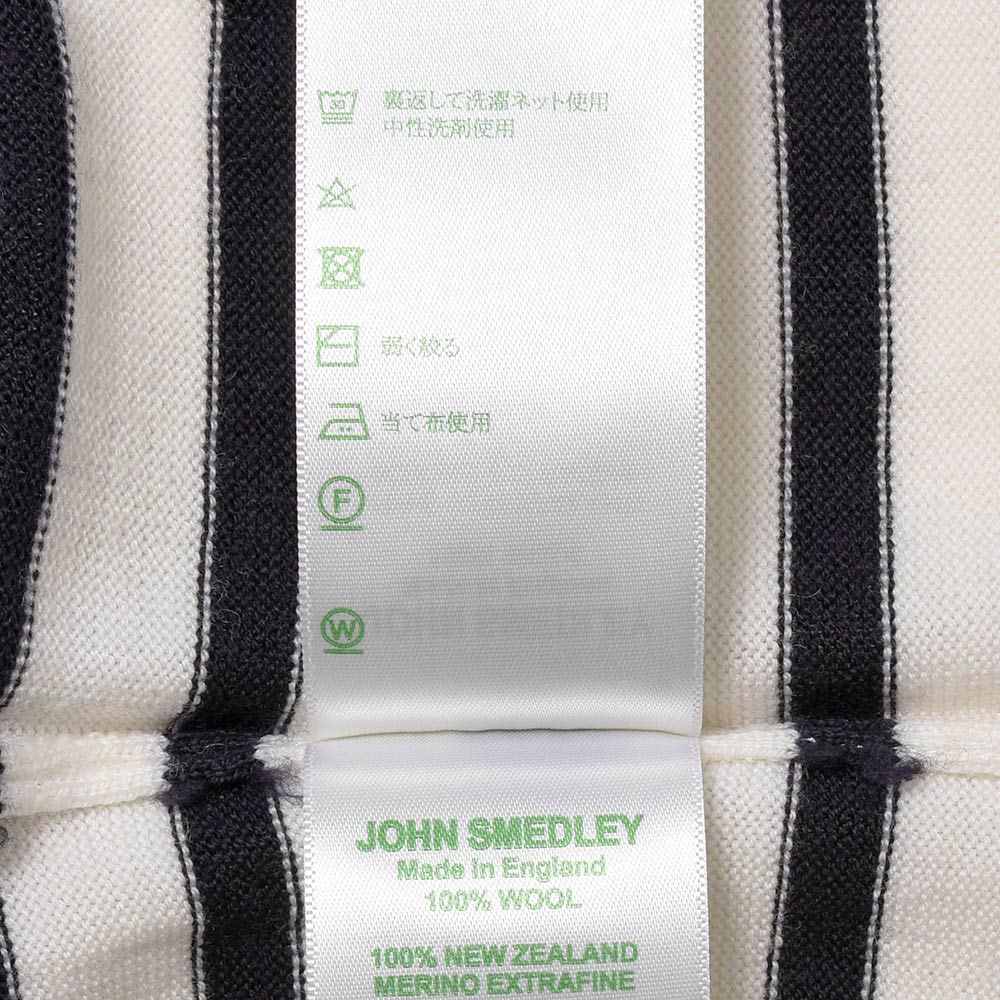 30
裏返して洗濯ネット使用
中性洗剤使用
弱く絞る
当て布使用
F
W
JOHN SMEDLEY
Made in England
100% WOOL
100% NEW ZEALAND
MERINO EXTRAFINE